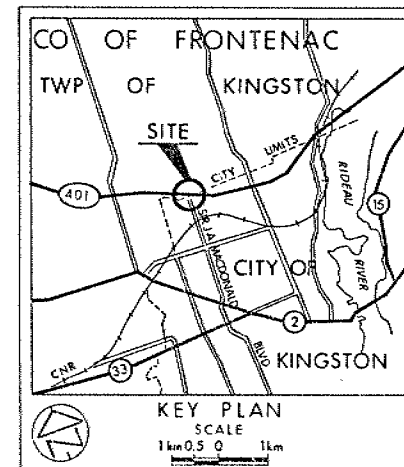 CO OF FRONTENAC
TWP OF KINGSTON
SITE
CITY LIMITS
401
RIDEAU RIVER
15
SIR J.A. MACDONALD BLVD
CITY OF
KINGSTON
2
CNR
33
KEY PLAN
SCALE
1km 0.5 0 1km